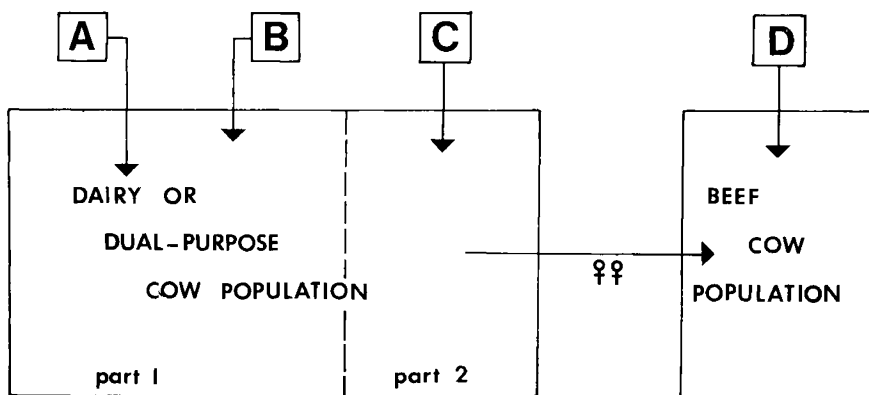 A B C D
DAIRY OR
DUAL-PURPOSE
COW POPULATION
BEEF
COW
POPULATION
♀♀
part 1
part 2